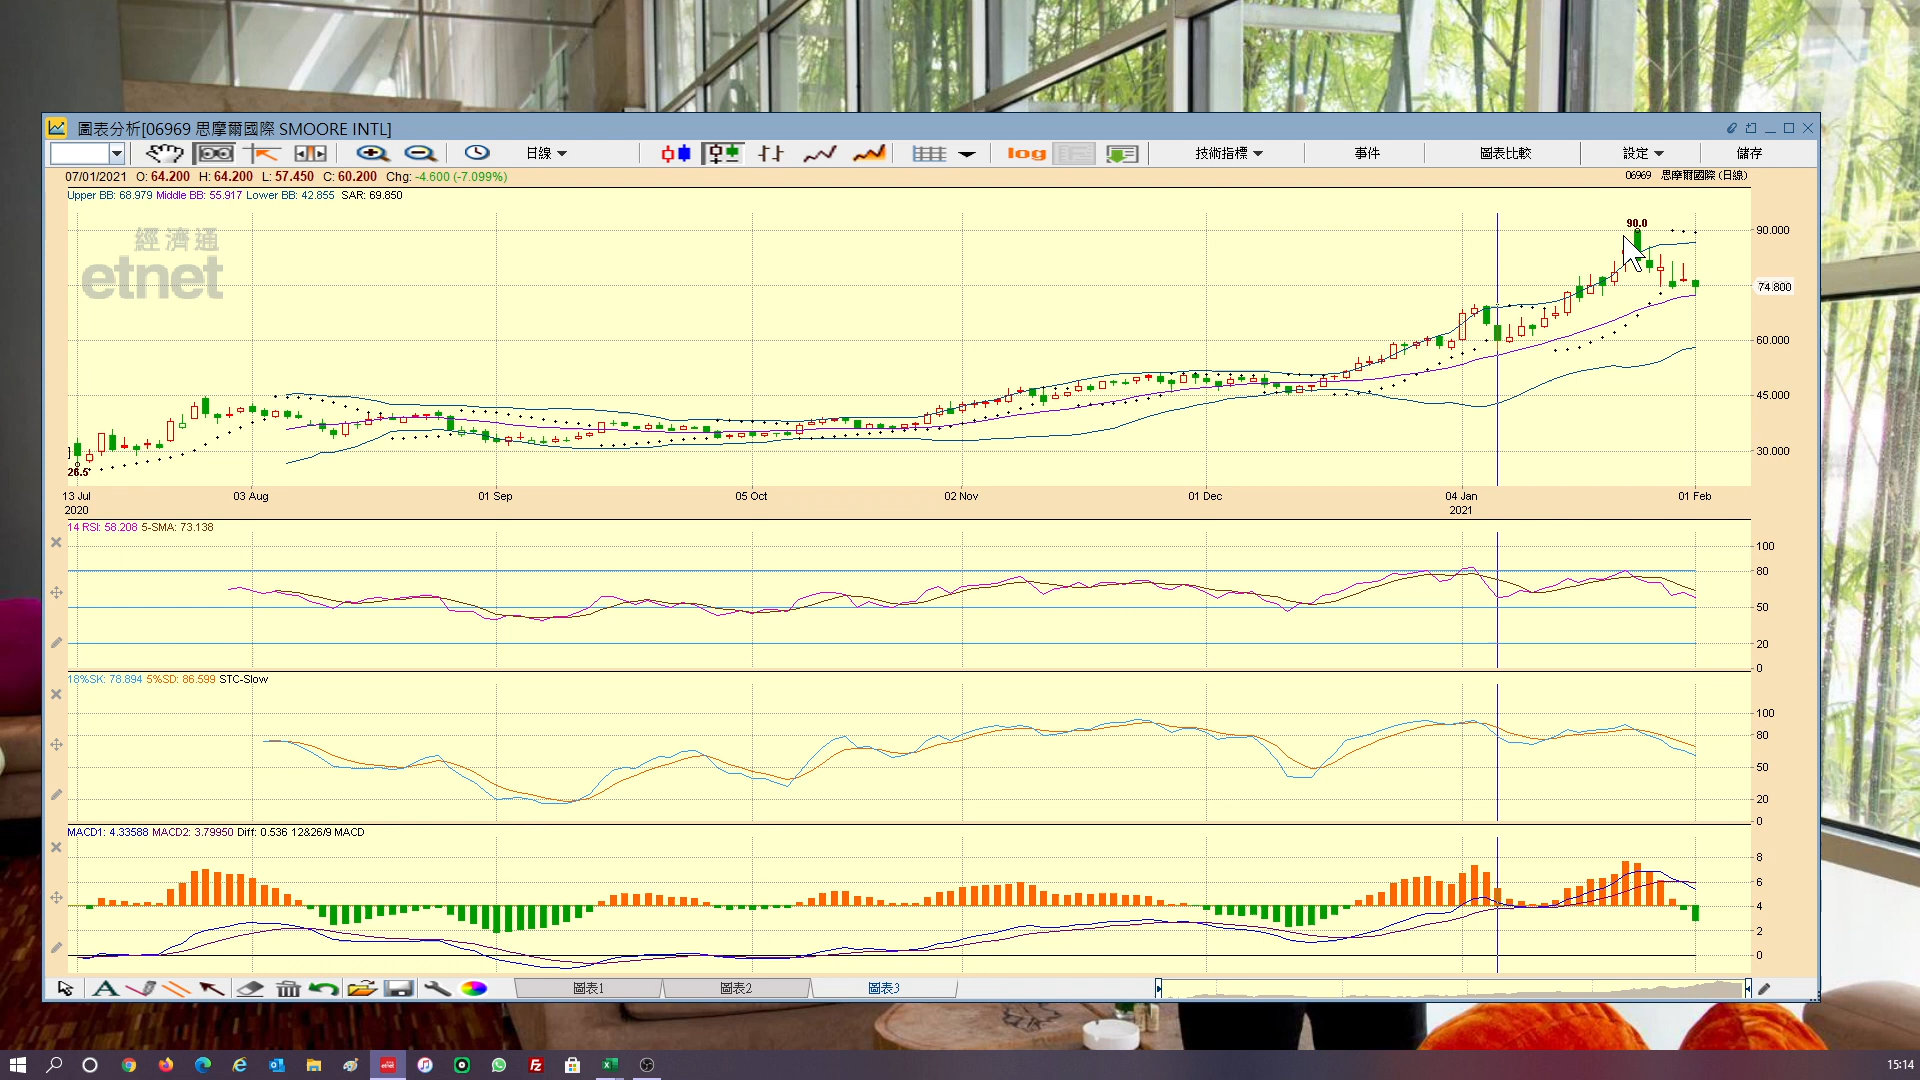 圖表分析[06969 思摩爾國際 SMOORE INTL]
日線 log 技術指標 事件 圖表比較 設定 儲存
07/01/2021 O: 64.200 H: 64.200 L: 57.450 C: 60.200 Chg: -4.600 (-7.099%) 06969 思摩爾國際 (日線)
Upper BB: 68.979 Middle BB: 55.917 Lower BB: 42.855 SAR: 69.850
經濟通
etnet
90.0
90.000
74.800
60.000
45.000
30.000
26.5
13 Jul 03 Aug 01 Sep 05 Oct 02 Nov 01 Dec 04 Jan 01 Feb
2020 2021
14 RSI: 58.208 5-SMA: 73.138
100
80
50
20
0
18%SK: 78.894 5%SD: 86.599 STC-Slow
100
80
50
20
0
MACD1: 4.33588 MACD2: 3.79950 Diff: 0.536 12&26/9 MACD
8
6
4
2
0
圖表1 圖表2 圖表3
15:14